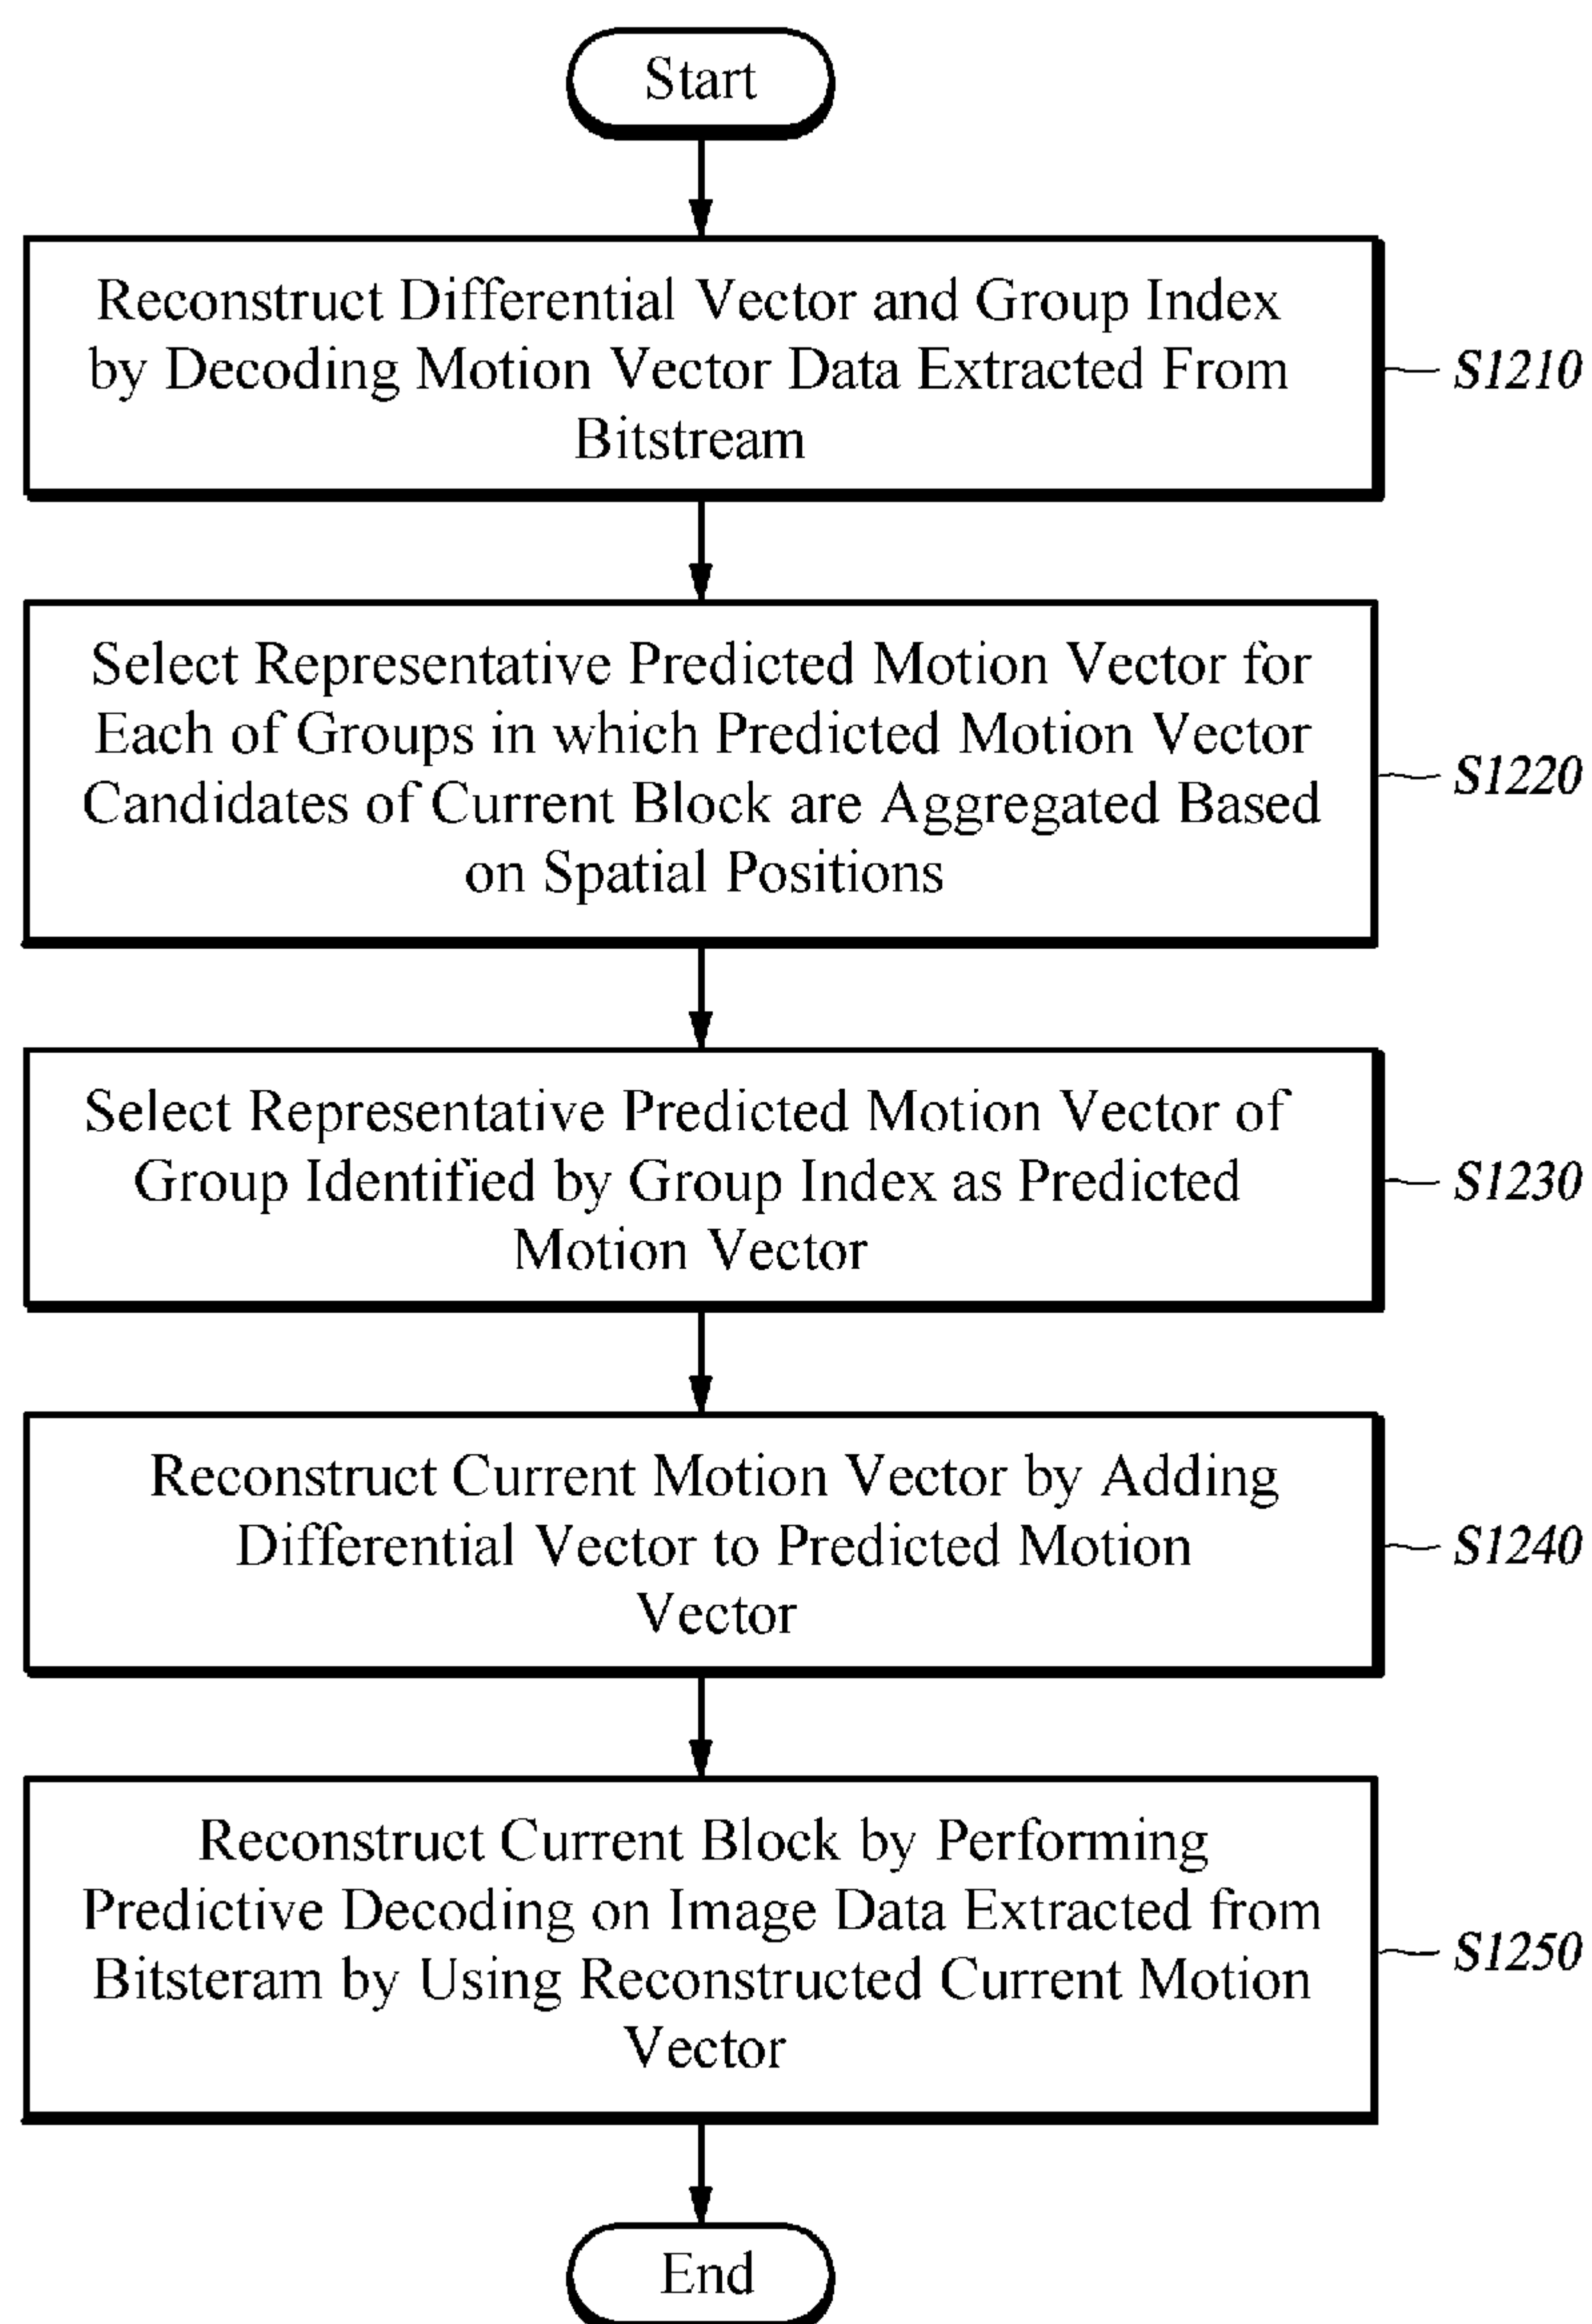 Start
Reconstruct Differential Vector and Group Index
by Decoding Motion Vector Data Extracted From
Bitstream
S1210
Select Representative Predicted Motion Vector for
Each of Groups in which Predicted Motion Vector
Candidates of Current Block are Aggregated Based
on Spatial Positions
S1220
Select Representative Predicted Motion Vector of
Group Identified by Group Index as Predicted
Motion Vector
S1230
Reconstruct Current Motion Vector by Adding
Differential Vector to Predicted Motion
Vector
S1240
Reconstruct Current Block by Performing
Predictive Decoding on Image Data Extracted from
Bitsteram by Using Reconstructed Current Motion
Vector
S1250
End